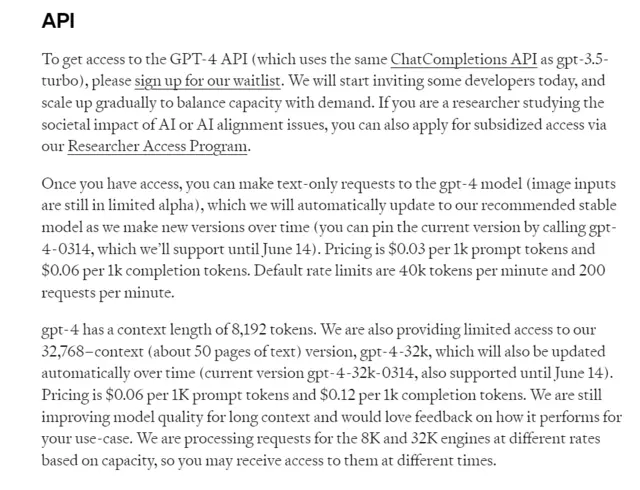 API
To get access to the GPT-4 API (which uses the same ChatCompletions API as gpt-3.5-
turbo), please sign up for our waitlist. We will start inviting some developers today, and
scale up gradually to balance capacity with demand. If you are a researcher studying the
societal impact of AI or AI alignment issues, you can also apply for subsidized access via
our Researcher Access Program.
Once you have access, you can make text-only requests to the gpt-4 model (image inputs
are still in limited alpha), which we will automatically update to our recommended stable
model as we make new versions over time (you can pin the current version by calling gpt-
4-0314, which we’ll support until June 14). Pricing is $0.03 per 1k prompt tokens and
$0.06 per 1k completion tokens. Default rate limits are 40k tokens per minute and 200
requests per minute.
gpt-4 has a context length of 8,192 tokens. We are also providing limited access to our
32,768–context (about 50 pages of text) version, gpt-4-32k, which will also be updated
automatically over time (current version gpt-4-32k-0314, also supported until June 14).
Pricing is $0.06 per 1K prompt tokens and $0.12 per 1k completion tokens. We are still
improving model quality for long context and would love feedback on how it performs for
your use-case. We are processing requests for the 8K and 32K engines at different rates
based on capacity, so you may receive access to them at different times.